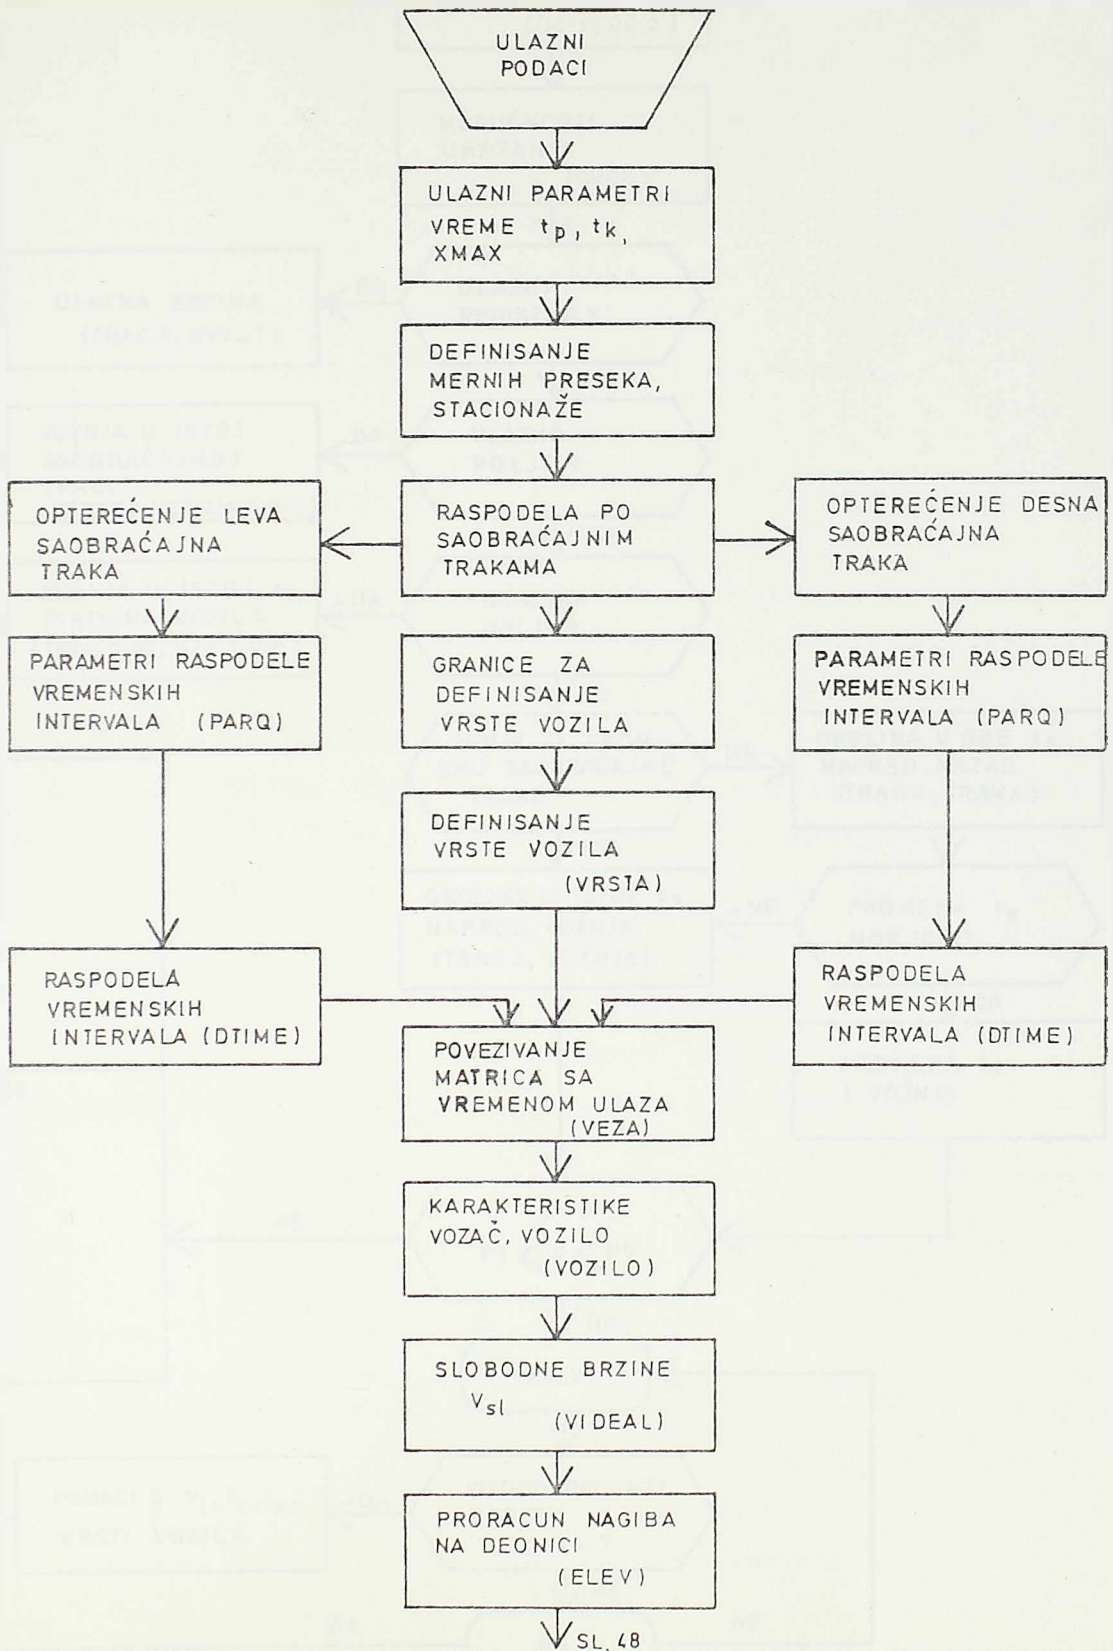 ULAZNI
PODACI
ULAZNI PARAMETRI
VREME tp, tk,
XMAX
DEFINISANJE
MERNIH PRESEKA,
STACIONAŽE
OPTEREĆENJE LEVA
SAOBRAĆAJNA
TRAKA
RASPODELA PO
SAOBRAĆAJNIM
TRAKAMA
OPTEREĆENJE DESNA
SAOBRAĆAJNA
TRAKA
PARAMETRI RASPODELE
VREMENSKIH
INTERVALA (PARQ)
GRANICE ZA
DEFINISANJE
VRSTE VOZILA
PARAMETRI RASPODELE
VREMENSKIH
INTERVALA (PARQ)
DEFINISANJE
VRSTE VOZILA
(VRSTA)
RASPODELA
VREMENSKIH
INTERVALA (DTIME)
RASPODELA
VREMENSKIH
INTERVALA (DTIME)
POVEZIVANJE
MATRICA SA
VREMENOM ULAZA
(VEZA)
KARAKTERISTIKE
VOZAČ, VOZILO
(VOZILO)
SLOBODNE BRZINE
Vsl
(VIDEAL)
PRORACUN NAGIBA
NA DEONICI
(ELEV)
SL. 48